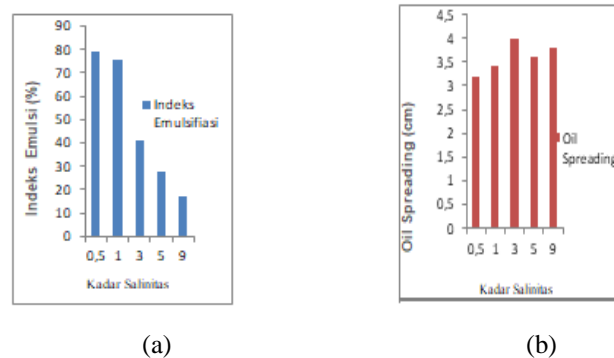 90
80
70
60
50
40
30
20
10
0
Indeks Emulsi (%)
Indeks
Emulsifiasi
0,5 1 3 5 9
Kadar Salinitas
(a)
4,5
4
3,5
3
2,5
2
1,5
1
0,5
0
Oil Spreading (cm)
Oil
Spreading
0,5 1 3 5 9
Kadar Salinitas
(b)